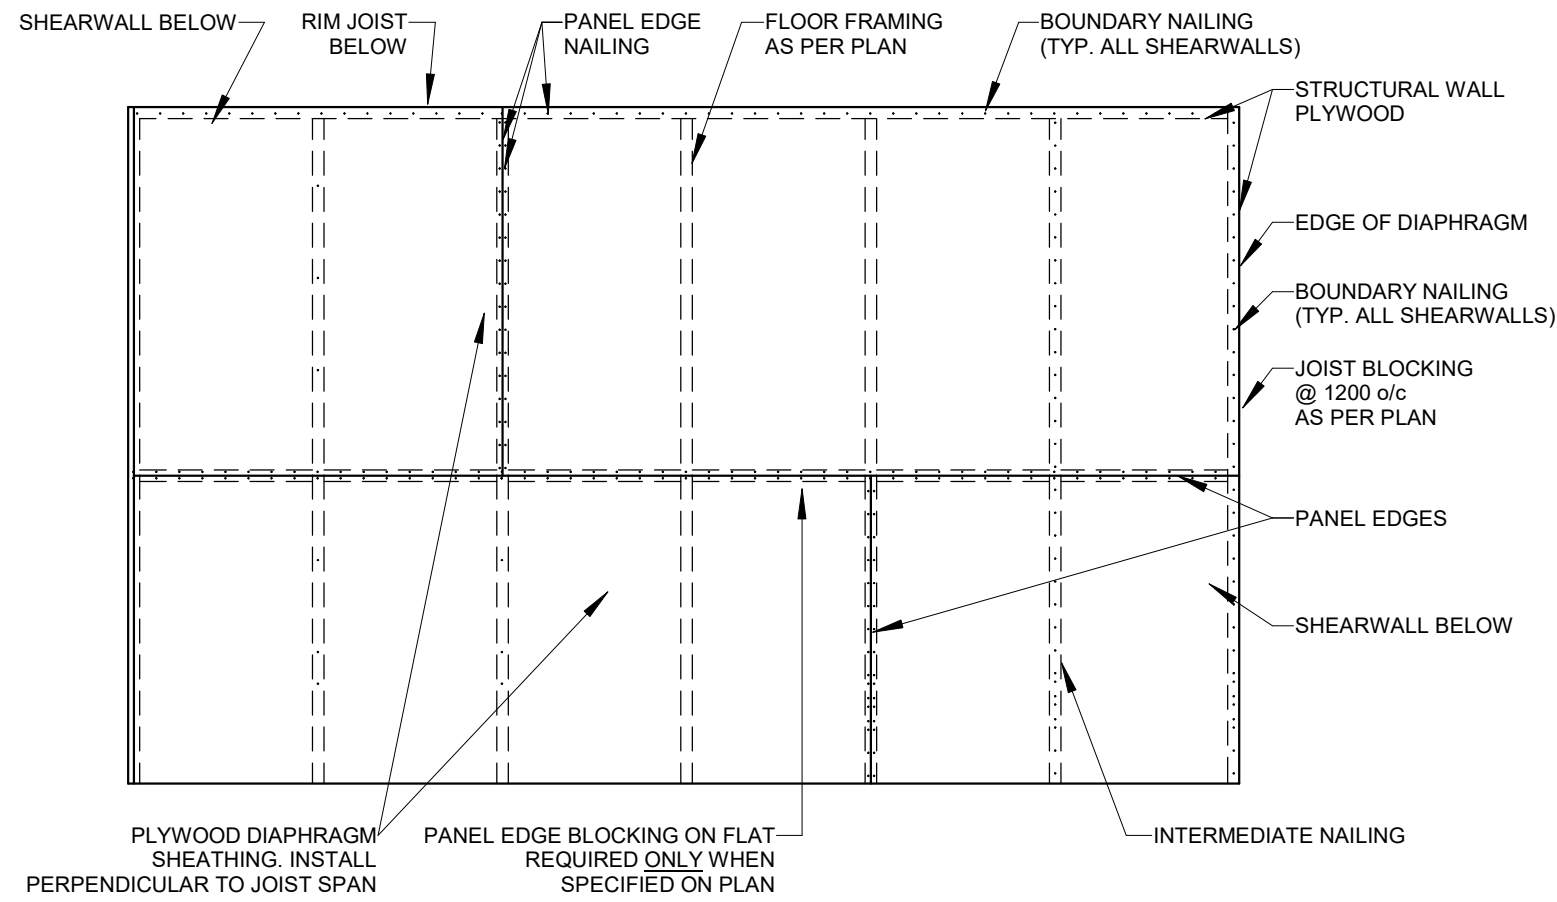 SHEARWALL BELOW
RIM JOIST
BELOW
PANEL EDGE
NAILING
FLOOR FRAMING
AS PER PLAN
BOUNDARY NAILING
(TYP. ALL SHEARWALLS)
STRUCTURAL WALL
PLYWOOD
EDGE OF DIAPHRAGM
BOUNDARY NAILING
(TYP. ALL SHEARWALLS)
JOIST BLOCKING
@ 1200 o/c
AS PER PLAN
PANEL EDGES
SHEARWALL BELOW
PLYWOOD DIAPHRAGM
SHEATHING. INSTALL
PERPENDICULAR TO JOIST SPAN
PANEL EDGE BLOCKING ON FLAT
REQUIRED ONLY WHEN
SPECIFIED ON PLAN
INTERMEDIATE NAILING